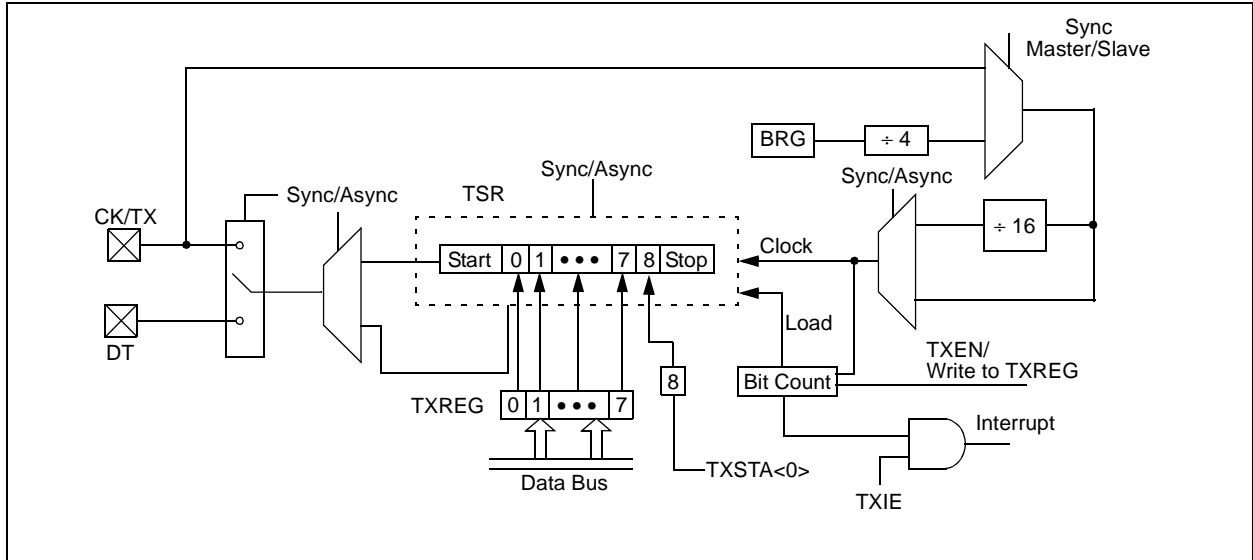 Sync
Master/Slave
BRG
÷ 4
Sync/Async
TSR
Sync/Async
Sync/Async
CK/TX
÷ 16
Start 0 1 ••• 7 8 Stop
Clock
Load
DT
TXEN/
Write to TXREG
8
Bit Count
TXREG 0 1 ••• 7
Interrupt
TXSTA<0>
Data Bus
TXIE